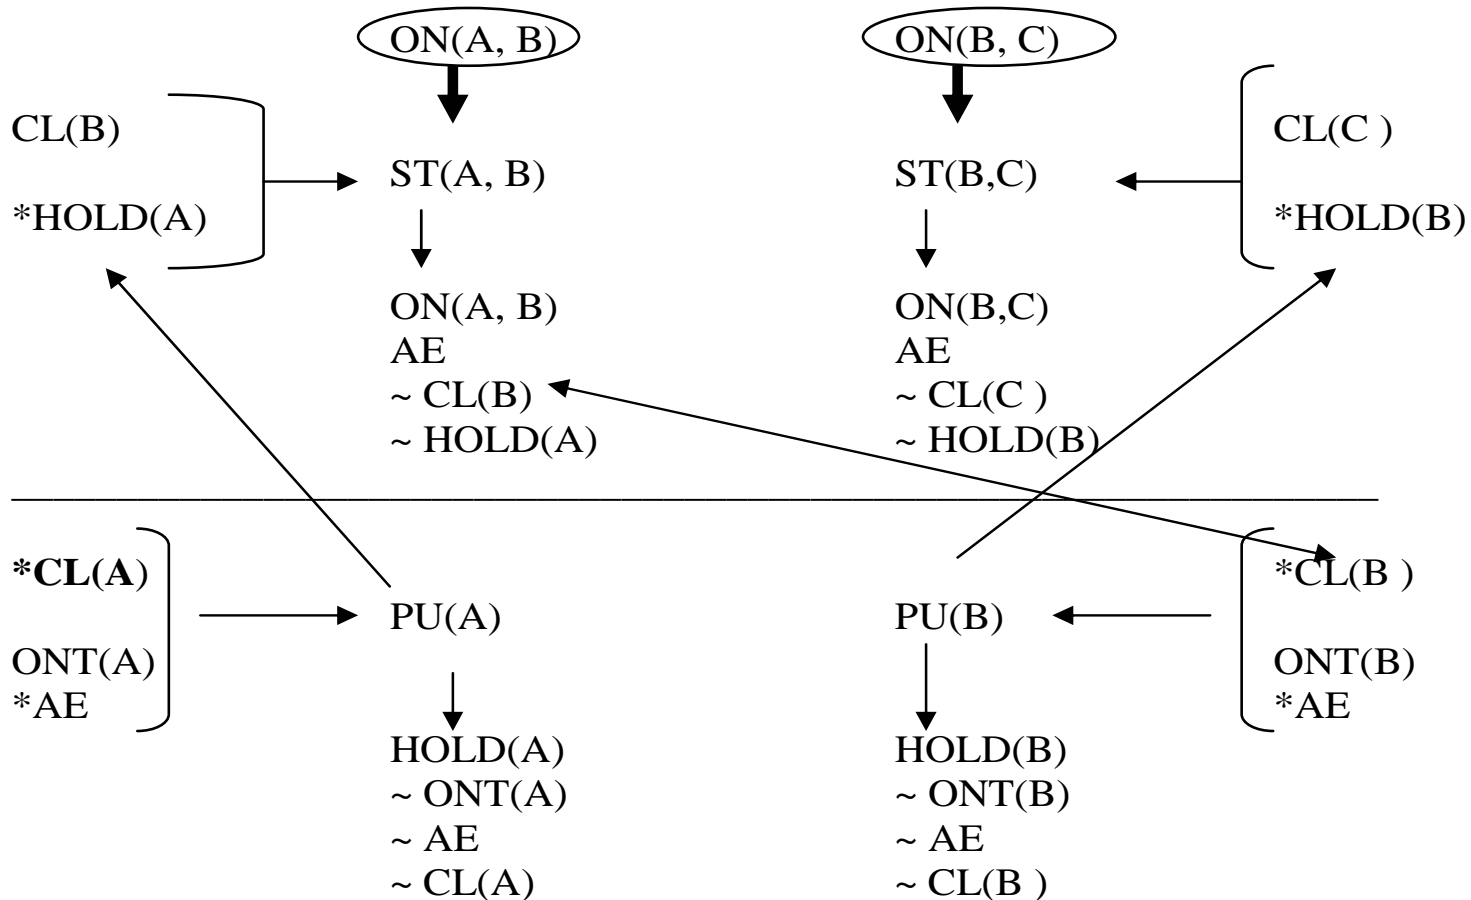 ON(A, B)
ON(B, C)
CL(B)
*HOLD(A)
ST(A, B)
ST(B,C)
CL(C )
*HOLD(B)
ON(A, B)
AE
~ CL(B)
~ HOLD(A)
ON(B,C)
AE
~ CL(C )
~ HOLD(B)
*CL(A)
ONT(A)
*AE
PU(A)
PU(B)
*CL(B )
ONT(B)
*AE
HOLD(A)
~ ONT(A)
~ AE
~ CL(A)
HOLD(B)
~ ONT(B)
~ AE
~ CL(B )